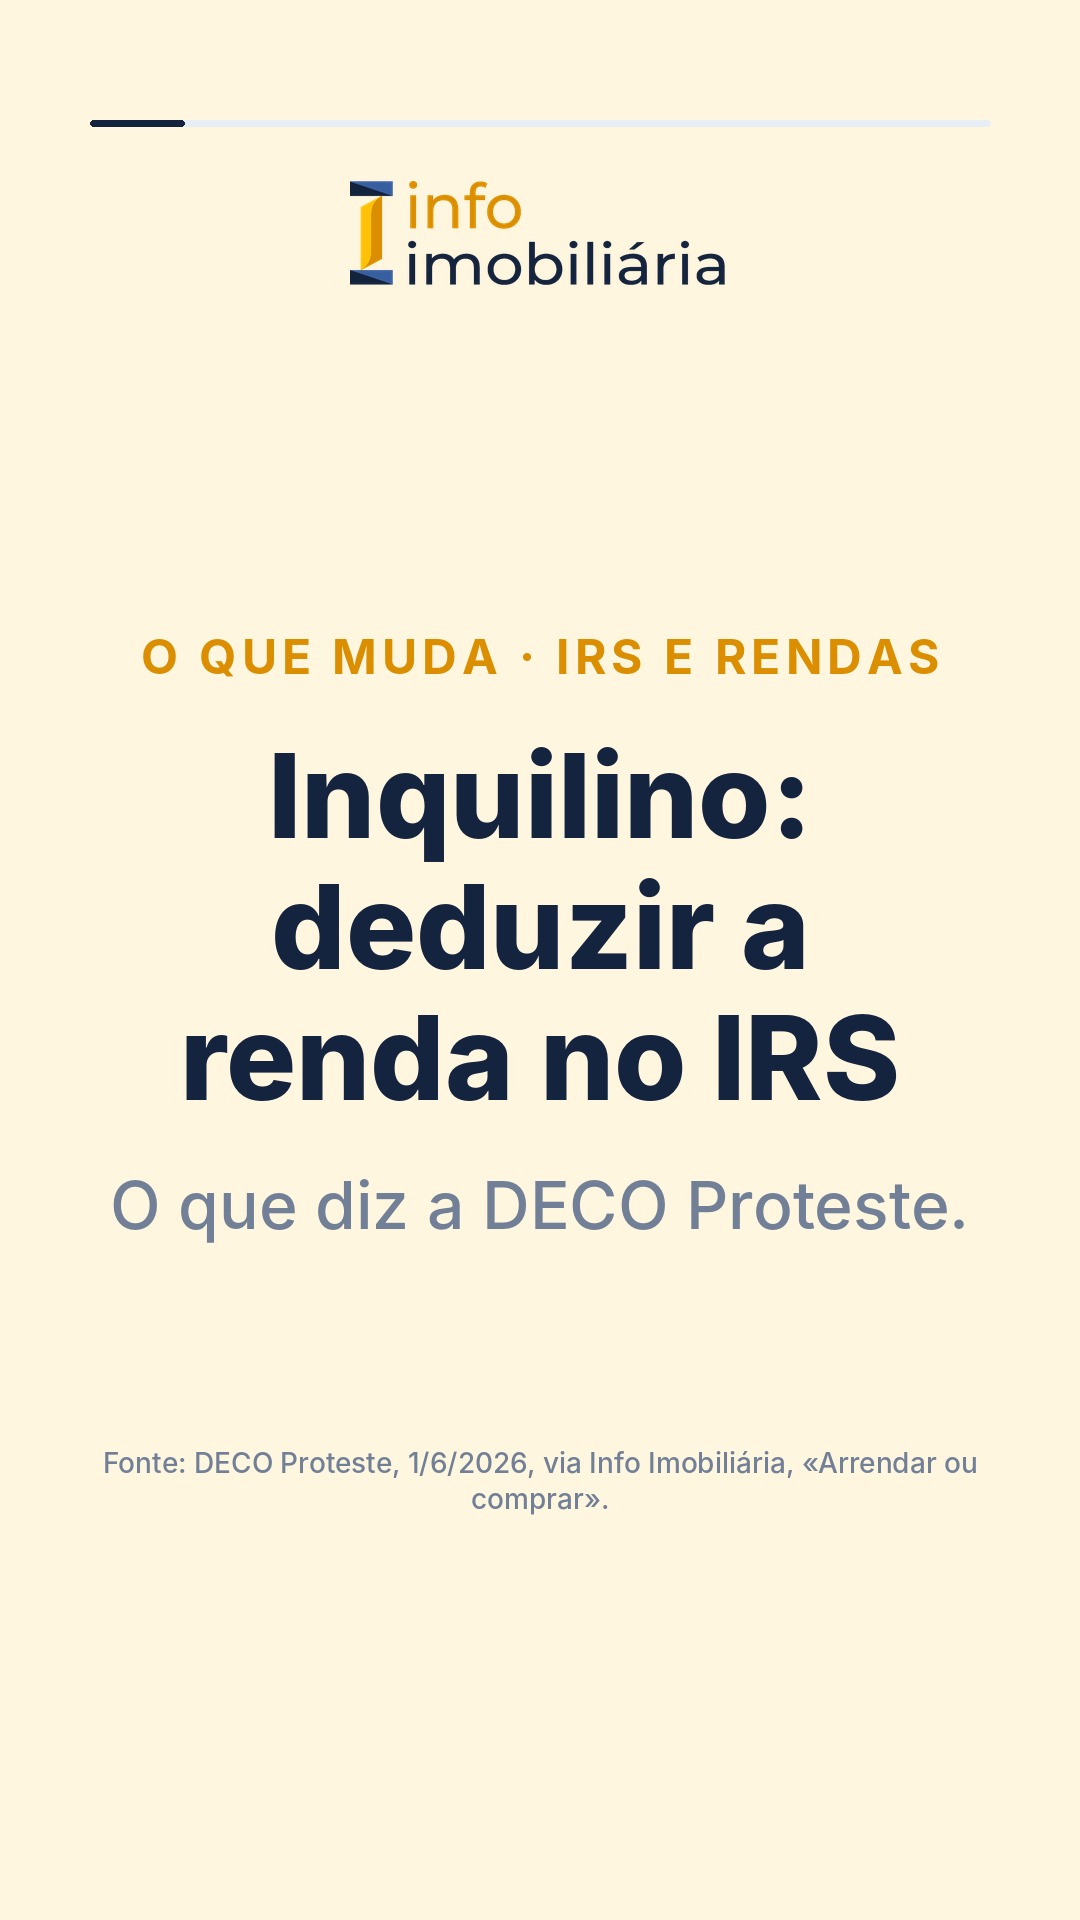 info
imobiliária
O QUE MUDA · IRS E RENDAS
Inquilino:
deduzir a
renda no IRS
O que diz a DECO Proteste.
Fonte: DECO Proteste, 1/6/2026, via Info Imobiliária, «Arrendar ou
comprar».